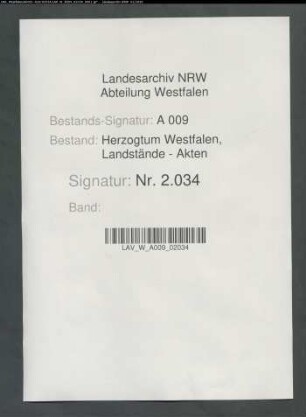 Landesarchiv NRW
Abteilung Westfalen
Bestands-Signatur: A 009
Bestand: Herzogtum Westfalen,
Landstände - Akten
Signatur: Nr. 2.034
Band:
LAV_W_A009_02034